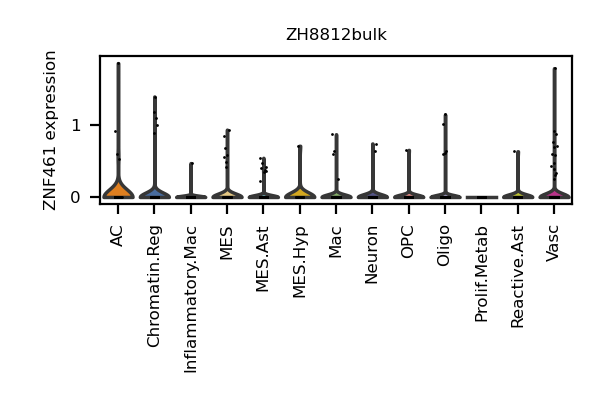 ZH8812bulk
ZNF461 expression
1
0
AC
Chromatin.Reg
Inflammatory.Mac
MES
MES.Ast
MES.Hyp
Mac
Neuron
OPC
Oligo
Prolif.Metab
Reactive.Ast
Vasc